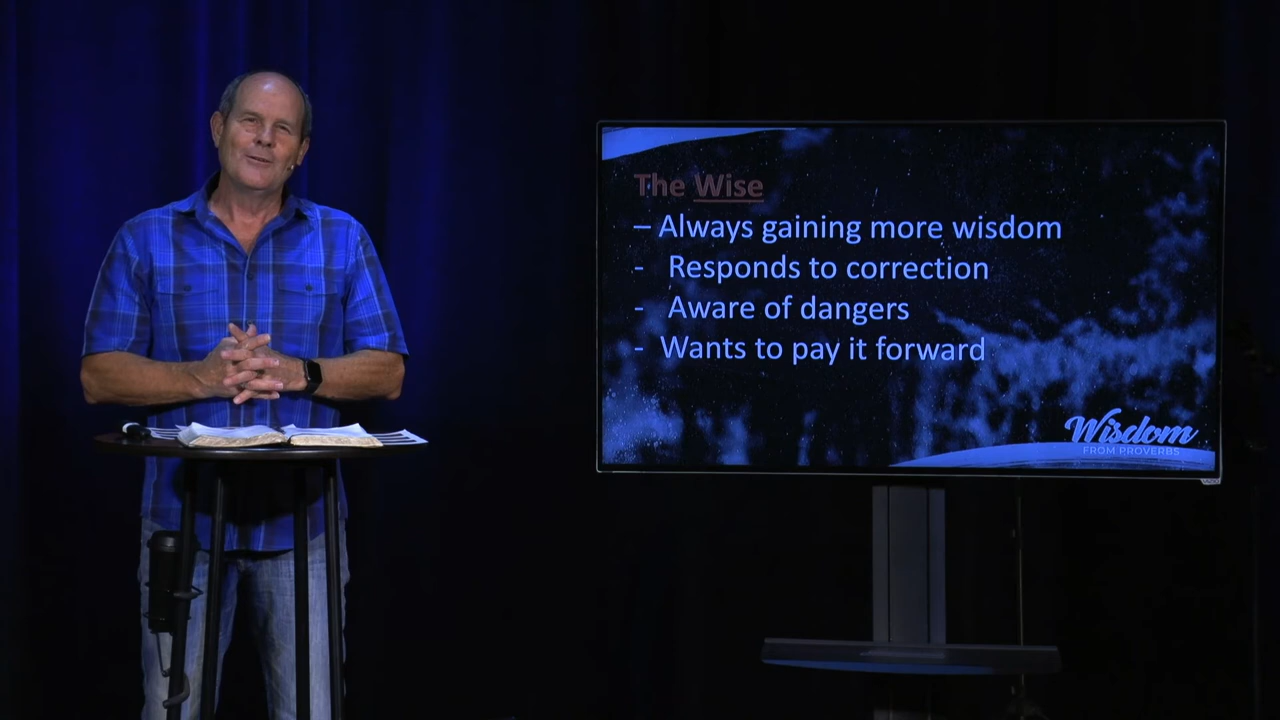 The Wise
– Always gaining more wisdom
- Responds to correction
- Aware of dangers
- Wants to pay it forward
Wisdom
FROM PROVERBS